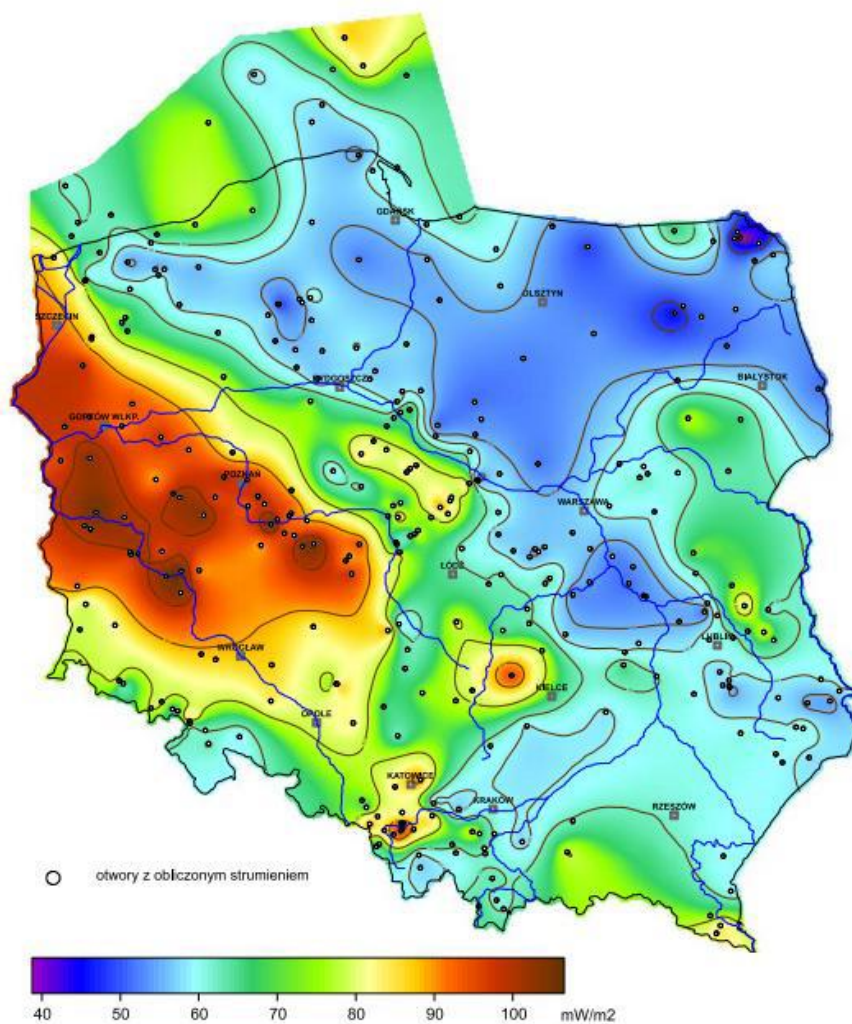 GDAŃSK
OLSZTYN
SZCZECIN
BYDGOSZCZ
BIAŁYSTOK
GORZÓW WLKP.
POZNAŃ
WARSZAWA
ŁÓDŹ
LUBLIN
WROCŁAW
KIELCE
OPOLE
KATOWICE
KRAKÓW
RZESZÓW
otwory z obliczonym strumieniem
40 50 60 70 80 90 100 mW/m2